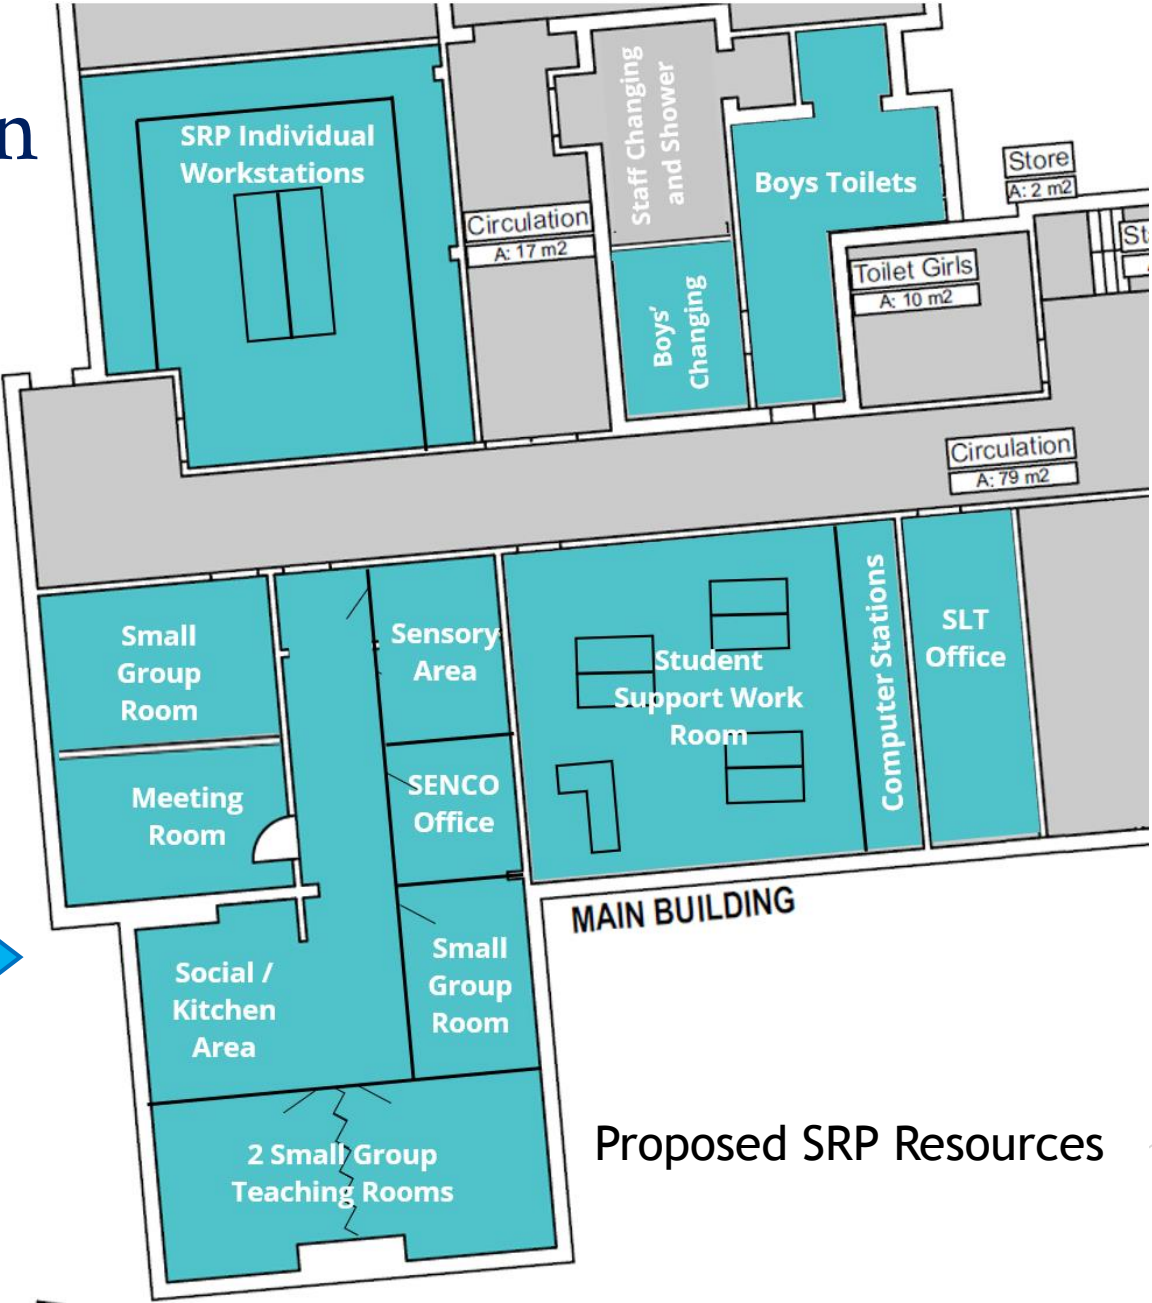 n
SRP Individual
Workstations
Circulation
A: 17 m2
Staff Changing
and Shower
Boys Toilets
Store
A: 2 m2
St
Toilet Girls
A: 10 m2
Boys'
Changing
Circulation
A: 79 m2
Small
Group
Room
Sensory
Area
Student
Support Work
Room
Computer Stations
SLT
Office
Meeting
Room
SENCO
Office
MAIN BUILDING
Social /
Kitchen
Area
Small
Group
Room
2 Small Group
Teaching Rooms
Proposed SRP Resources